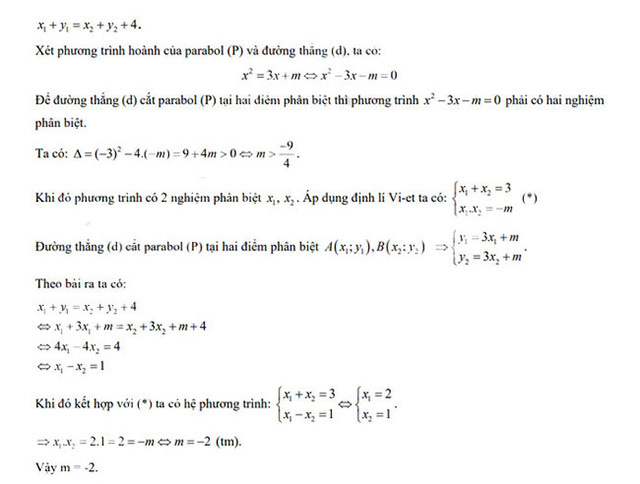 x₁ + y₁ = x₂ + y₂ + 4.
Xét phương trình hoành của parabol (P) và đường thẳng (d), ta có:
x² = 3x + m ⇔ x² − 3x − m = 0
Để đường thẳng (d) cắt parabol (P) tại hai điểm phân biệt thì phương trình x² − 3x − m = 0 phải có hai nghiệm
phân biệt.
Ta có: Δ = (−3)² − 4.(−m) = 9 + 4m > 0 ⇔ m > −9/4.
Khi đó phương trình có 2 nghiệm phân biệt x₁, x₂. Áp dụng định lí Vi-et ta có: {x₁ + x₂ = 3; x₁.x₂ = −m (*)
Đường thẳng (d) cắt parabol (P) tại hai điểm phân biệt A(x₁; y₁), B(x₂; y₂) ⇒ {y₁ = 3x₁ + m; y₂ = 3x₂ + m.
Theo bài ra ta có:
x₁ + y₁ = x₂ + y₂ + 4
⇔ x₁ + 3x₁ + m = x₂ + 3x₂ + m + 4
⇔ 4x₁ − 4x₂ = 4
⇔ x₁ − x₂ = 1
Khi đó kết hợp với (*) ta có hệ phương trình: {x₁ + x₂ = 3; x₁ − x₂ = 1 ⇔ {x₁ = 2; x₂ = 1.
⇒ x₁.x₂ = 2.1 = 2 = −m ⇔ m = −2 (tm).
Vậy m = -2.